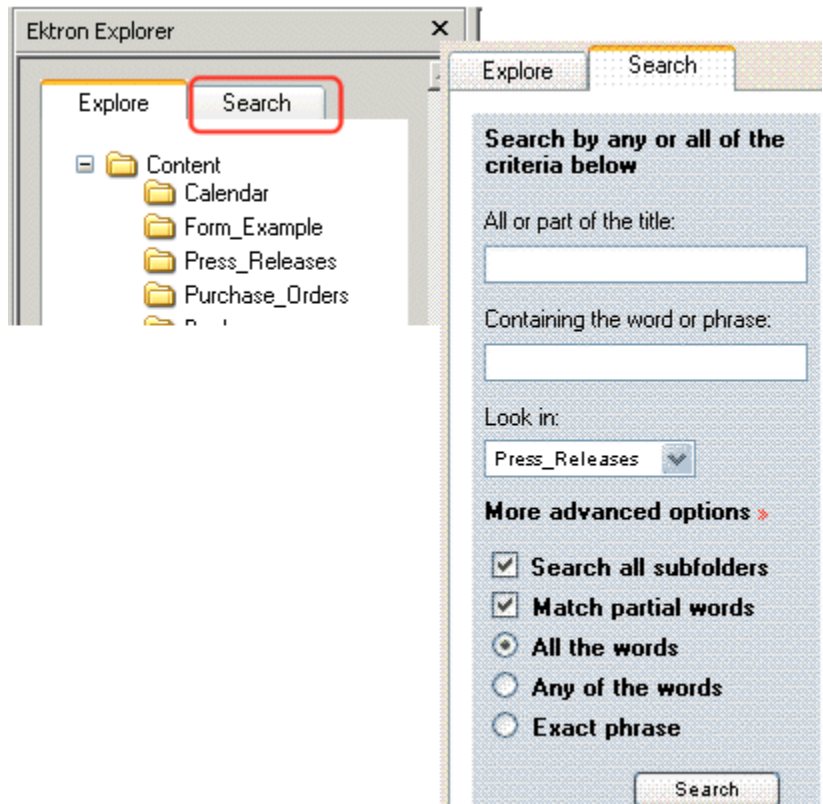 Ektron Explorer
Explore
Search
Content
Calendar
Form_Example
Press_Releases
Purchase_Orders
Explore
Search
Search by any or all of the
criteria below
All or part of the title:
Containing the word or phrase:
Look in:
Press_Releases
More advanced options »
Search all subfolders
Match partial words
All the words
Any of the words
Exact phrase
Search